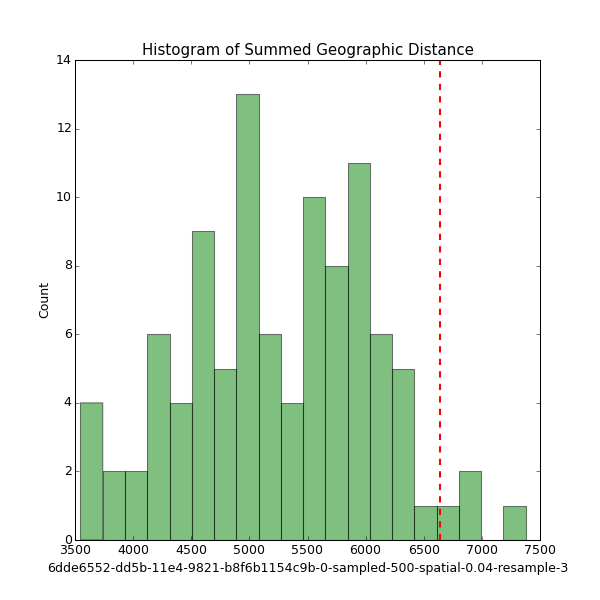 Histogram of Summed Geographic Distance
14
12
10
8
6
4
2
0
Count
3500 4000 4500 5000 5500 6000 6500 7000 7500
6dde6552-dd5b-11e4-9821-b8f6b1154c9b-0-sampled-500-spatial-0.04-resample-3